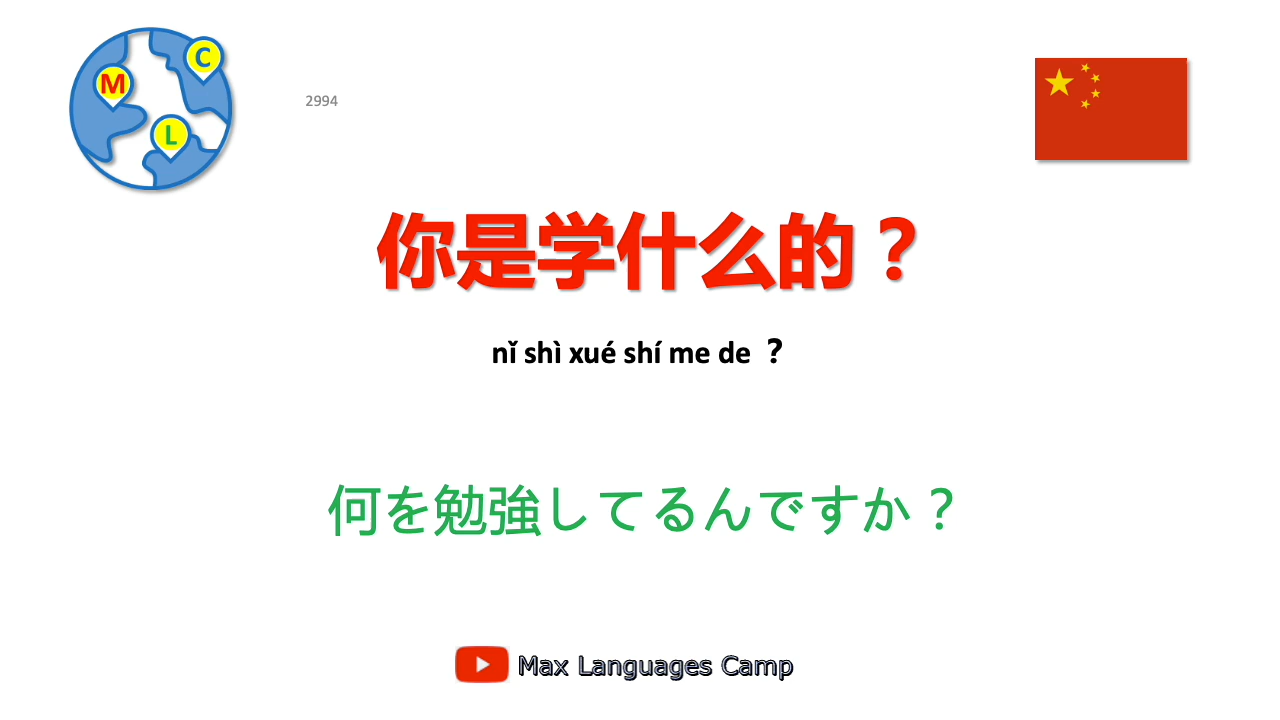 M
C
L
2994
你是学什么的？
nǐ shì xué shí me de ？
何を勉強してるんですか？
Max Languages Camp